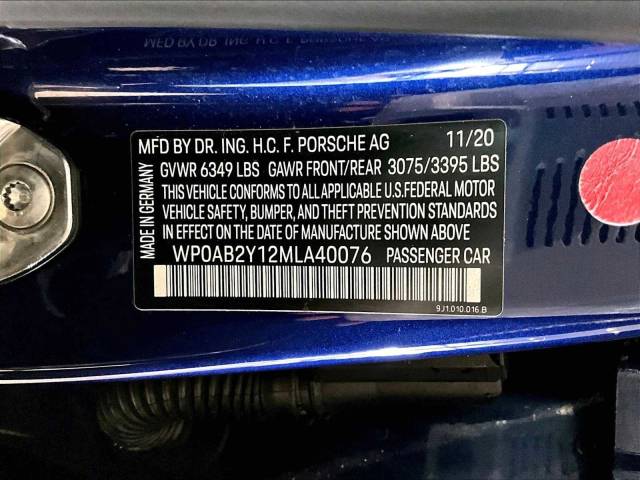 MFD BY DR. ING. H.C. F. PORSCHE AG 11/20
GVWR 6349 LBS GAWR FRONT/REAR 3075/3395 LBS
THIS VEHICLE CONFORMS TO ALL APPLICABLE U.S.FEDERAL MOTOR
VEHICLE SAFETY, BUMPER, AND THEFT PREVENTION STANDARDS
IN EFFECT ON THE DATE OF MANUFACTURE SHOWN ABOVE
WP0AB2Y12MLA40076 PASSENGER CAR
9J1.010.016 B
MADE IN GERMANY